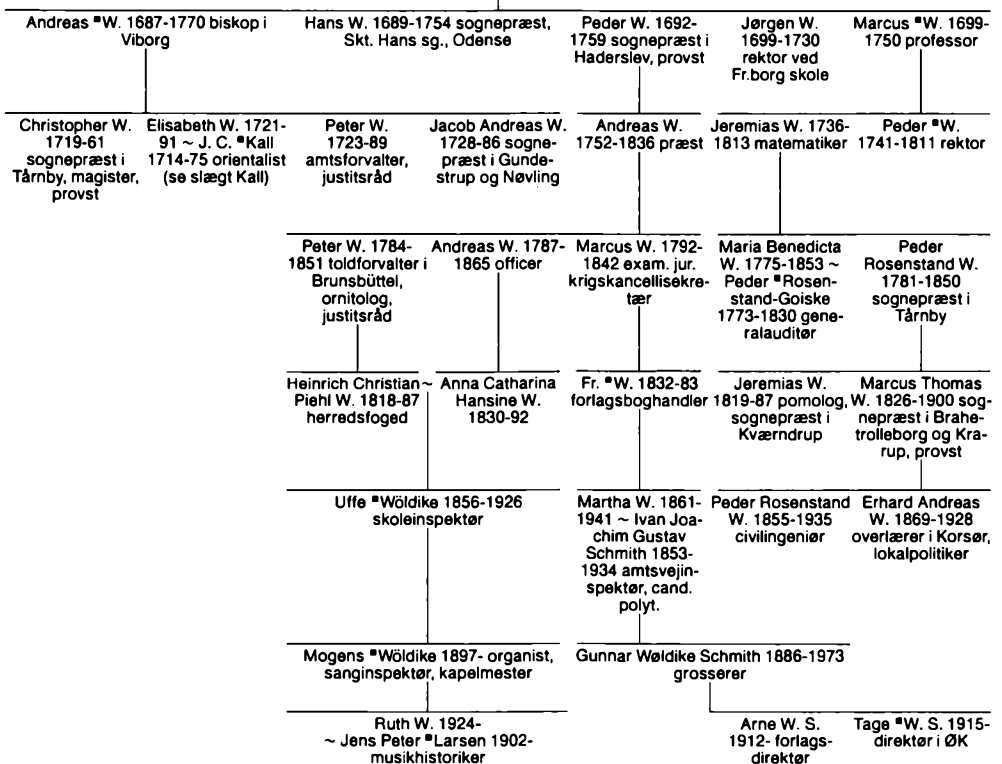 Andreas *W. 1687-1770 biskop i
Viborg
Hans W. 1689-1754 sognepræst,
Skt. Hans sg., Odense
Peder W. 1692-
1759 sognepræst i
Haderslev, provst
Jørgen W.
1699-1730
rektor ved
Fr.borg skole
Marcus *W. 1699-
1750 professor
Christopher W.
1719-61
sognepræst i
Tårnby, magister,
provst
Elisabeth W. 1721-
91 ~ J. C. *Kall
1714-75 orientalist
(se slægt Kall)
Peter W.
1723-89
amtsforvalter,
justitsråd
Jacob Andreas W.
1728-86 sogne-
præst i Gunde-
strup og Nøvling
Andreas W.
1752-1836 præst
Jeremias W. 1736-
1813 matematiker
Peder *W.
1741-1811 rektor
Peter W. 1784-
1851 toldforvalter i
Brunsbüttel,
ornitolog,
justitsråd
Andreas W. 1787-
1865 officer
Marcus W. 1792-
1842 exam. jur.
krigskancellisekre-
tær
Maria Benedicta
W. 1775-1853 ~
Peder *Rosen-
stand-Goiske
1773-1830 gene-
ralauditør
Peder
Rosenstand W.
1781-1850
sognepræst i
Tårnby
Heinrich Christian ~
Piehl W. 1818-87
herredsfoged
Anna Catharina
Hansine W.
1830-92
Fr. *W. 1832-83
forlagsboghandler
Jeremias W.
1819-87 pomolog,
sognepræst i
Kværndrup
Marcus Thomas
W. 1826-1900 sog-
nepræst i Brahe-
trolleborg og Kra-
rup, provst
Uffe *Wöldike 1856-1926
skoleinspektør
Martha W. 1861-
1941 ~ Ivan Joa-
chim Gustav
Schmith 1853-
1934 amtsvejin-
spektør, cand.
polyt.
Peder Rosenstand
W. 1855-1935
civilingeniør
Erhard Andreas
W. 1869-1928
overlærer i Korsør,
lokalpolitiker
Mogens *Wöldike 1897- organist,
sanginspektør, kapelmester
Gunnar Wøldike Schmith 1886-1973
grosserer
Ruth W. 1924-
~ Jens Peter *Larsen 1902-
musikhistoriker
Arne W. S.
1912- forlags-
direktør
Tage *W. S. 1915-
direktør i ØK